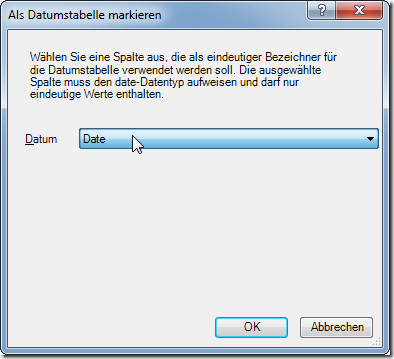 Als Datumstabelle markieren
Wählen Sie eine Spalte aus, die als eindeutiger Bezeichner für
die Datumstabelle verwendet werden soll. Die ausgewählte
Spalte muss den date-Datentyp aufweisen und darf nur
eindeutige Werte enthalten.
Datum Date
OK Abbrechen